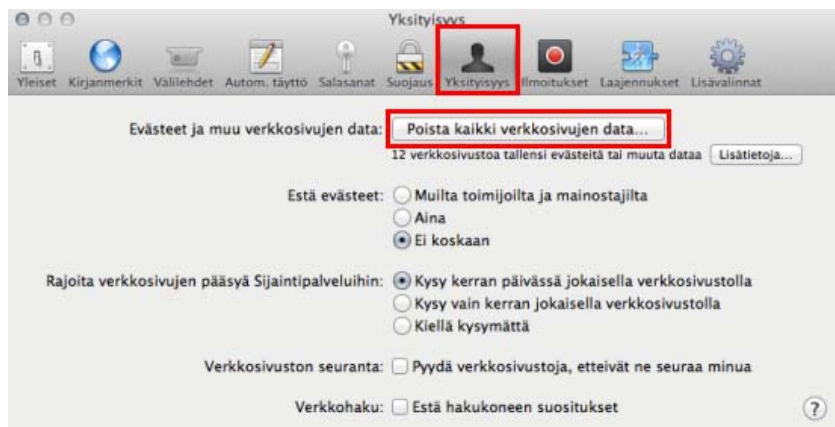 Yksityisyys
Yleiset Kirjanmerkit Välilehdet Autom. täyttö Salasanat Suojaus Yksityisyys Ilmoitukset Laajennukset Lisävalinnat
Evästeet ja muu verkkosivujen data: Poista kaikki verkkosivujen data...
12 verkkosivustoa tallensi evästeitä tai muuta dataa Lisätietoja...
Estä evästeet: Muilta toimijoilta ja mainostajilta
Aina
Ei koskaan
Rajoita verkkosivujen pääsyä Sijaintipalveluihin: Kysy kerran päivässä jokaisella verkkosivustolla
Kysy vain kerran jokaisella verkkosivustolla
Kiellä kysymättä
Verkkosivuston seuranta: Pyydä verkkosivustoja, etteivät ne seuraa minua
Verkkohaku: Estä hakukoneen suositukset ?